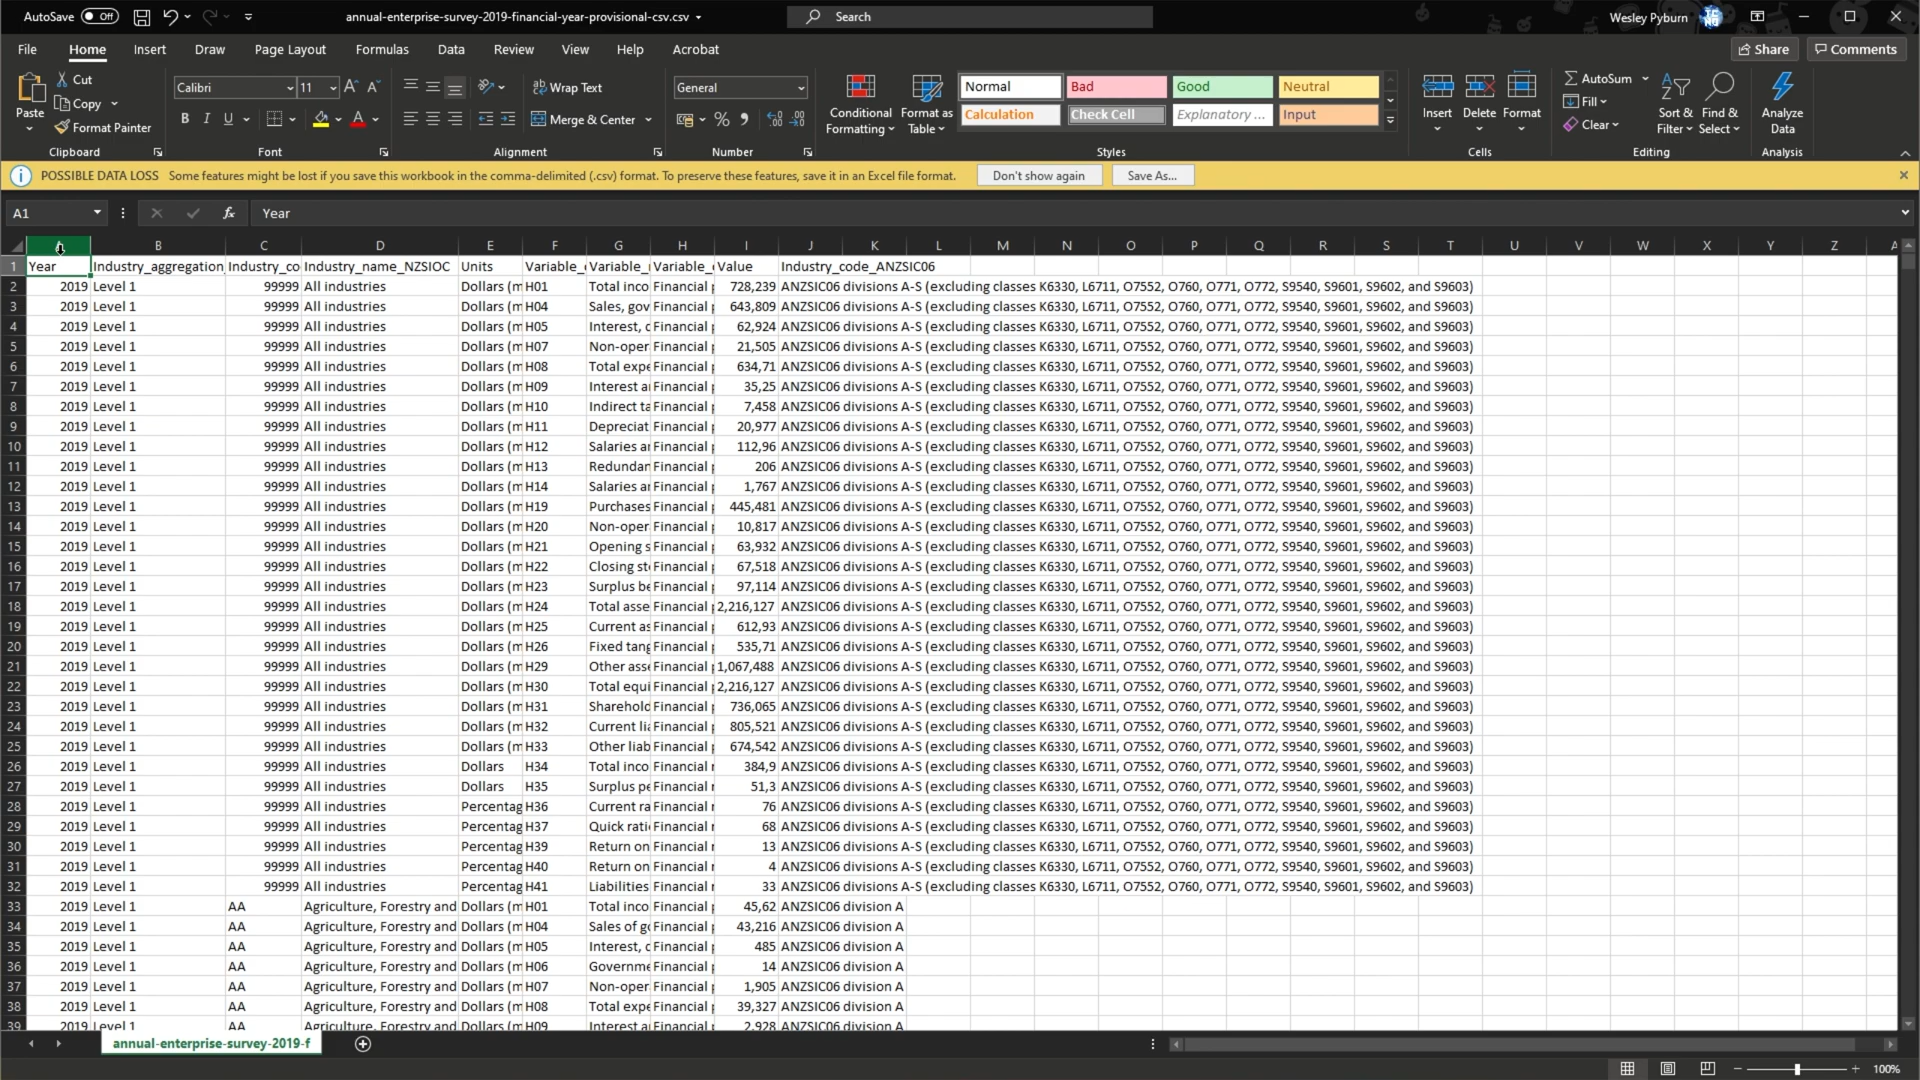 AutoSave Off annual-enterprise-survey-2019-financial-year-provisional-csv.csv Search Wesley Pyburn
File Home Insert Draw Page Layout Formulas Data Review View Help Acrobat Share Comments
Paste Cut Copy Format Painter Clipboard
Calibri 11 B I U A Font
Wrap Text Merge & Center Alignment
General % Number
Conditional Formatting Format as Table
Normal Bad Good Neutral
Calculation Check Cell Explanatory ... Input
Styles
Insert Delete Format Cells
AutoSum Fill Clear Sort & Filter Find & Select Editing
Analyze Data Analysis
POSSIBLE DATA LOSS Some features might be lost if you save this workbook in the comma-delimited (.csv) format. To preserve these features, save it in an Excel file format. Don't show again Save As...
A1 fx Year
B C D E F G H I J K L M N O P Q R S T U V W X Y Z
1 Year Industry_aggregation_ Industry_co Industry_name_NZSIOC Units Variable_ Variable_ Variable_ Value Industry_code_ANZSIC06
2 2019 Level 1 99999 All industries Dollars (m H01 Total inco Financial p 728,239 ANZSIC06 divisions A-S (excluding classes K6330, L6711, O7552, O760, O771, O772, S9540, S9601, S9602, and S9603)
3 2019 Level 1 99999 All industries Dollars (m H04 Sales, gov Financial p 643,809 ANZSIC06 divisions A-S (excluding classes K6330, L6711, O7552, O760, O771, O772, S9540, S9601, S9602, and S9603)
4 2019 Level 1 99999 All industries Dollars (m H05 Interest, d Financial p 62,924 ANZSIC06 divisions A-S (excluding classes K6330, L6711, O7552, O760, O771, O772, S9540, S9601, S9602, and S9603)
5 2019 Level 1 99999 All industries Dollars (m H07 Non-oper Financial p 21,505 ANZSIC06 divisions A-S (excluding classes K6330, L6711, O7552, O760, O771, O772, S9540, S9601, S9602, and S9603)
6 2019 Level 1 99999 All industries Dollars (m H08 Total expe Financial p 634,71 ANZSIC06 divisions A-S (excluding classes K6330, L6711, O7552, O760, O771, O772, S9540, S9601, S9602, and S9603)
7 2019 Level 1 99999 All industries Dollars (m H09 Interest a Financial p 35,25 ANZSIC06 divisions A-S (excluding classes K6330, L6711, O7552, O760, O771, O772, S9540, S9601, S9602, and S9603)
8 2019 Level 1 99999 All industries Dollars (m H10 Indirect ta Financial p 7,458 ANZSIC06 divisions A-S (excluding classes K6330, L6711, O7552, O760, O771, O772, S9540, S9601, S9602, and S9603)
9 2019 Level 1 99999 All industries Dollars (m H11 Depreciat Financial p 20,977 ANZSIC06 divisions A-S (excluding classes K6330, L6711, O7552, O760, O771, O772, S9540, S9601, S9602, and S9603)
10 2019 Level 1 99999 All industries Dollars (m H12 Salaries a Financial p 112,96 ANZSIC06 divisions A-S (excluding classes K6330, L6711, O7552, O760, O771, O772, S9540, S9601, S9602, and S9603)
11 2019 Level 1 99999 All industries Dollars (m H13 Redundan Financial p 206 ANZSIC06 divisions A-S (excluding classes K6330, L6711, O7552, O760, O771, O772, S9540, S9601, S9602, and S9603)
12 2019 Level 1 99999 All industries Dollars (m H14 Salaries a Financial p 1,767 ANZSIC06 divisions A-S (excluding classes K6330, L6711, O7552, O760, O771, O772, S9540, S9601, S9602, and S9603)
13 2019 Level 1 99999 All industries Dollars (m H19 Purchases Financial p 445,481 ANZSIC06 divisions A-S (excluding classes K6330, L6711, O7552, O760, O771, O772, S9540, S9601, S9602, and S9603)
14 2019 Level 1 99999 All industries Dollars (m H20 Non-oper Financial p 10,817 ANZSIC06 divisions A-S (excluding classes K6330, L6711, O7552, O760, O771, O772, S9540, S9601, S9602, and S9603)
15 2019 Level 1 99999 All industries Dollars (m H21 Opening s Financial p 63,932 ANZSIC06 divisions A-S (excluding classes K6330, L6711, O7552, O760, O771, O772, S9540, S9601, S9602, and S9603)
16 2019 Level 1 99999 All industries Dollars (m H22 Closing st Financial p 67,518 ANZSIC06 divisions A-S (excluding classes K6330, L6711, O7552, O760, O771, O772, S9540, S9601, S9602, and S9603)
17 2019 Level 1 99999 All industries Dollars (m H23 Surplus be Financial p 97,114 ANZSIC06 divisions A-S (excluding classes K6330, L6711, O7552, O760, O771, O772, S9540, S9601, S9602, and S9603)
18 2019 Level 1 99999 All industries Dollars (m H24 Total asse Financial p 2,216,127 ANZSIC06 divisions A-S (excluding classes K6330, L6711, O7552, O760, O771, O772, S9540, S9601, S9602, and S9603)
19 2019 Level 1 99999 All industries Dollars (m H25 Current as Financial p 612,93 ANZSIC06 divisions A-S (excluding classes K6330, L6711, O7552, O760, O771, O772, S9540, S9601, S9602, and S9603)
20 2019 Level 1 99999 All industries Dollars (m H26 Fixed tang Financial p 535,71 ANZSIC06 divisions A-S (excluding classes K6330, L6711, O7552, O760, O771, O772, S9540, S9601, S9602, and S9603)
21 2019 Level 1 99999 All industries Dollars (m H29 Other asse Financial p 1,067,488 ANZSIC06 divisions A-S (excluding classes K6330, L6711, O7552, O760, O771, O772, S9540, S9601, S9602, and S9603)
22 2019 Level 1 99999 All industries Dollars (m H30 Total equi Financial p 2,216,127 ANZSIC06 divisions A-S (excluding classes K6330, L6711, O7552, O760, O771, O772, S9540, S9601, S9602, and S9603)
23 2019 Level 1 99999 All industries Dollars (m H31 Sharehold Financial p 736,065 ANZSIC06 divisions A-S (excluding classes K6330, L6711, O7552, O760, O771, O772, S9540, S9601, S9602, and S9603)
24 2019 Level 1 99999 All industries Dollars (m H32 Current lia Financial p 805,521 ANZSIC06 divisions A-S (excluding classes K6330, L6711, O7552, O760, O771, O772, S9540, S9601, S9602, and S9603)
25 2019 Level 1 99999 All industries Dollars (m H33 Other liab Financial p 674,542 ANZSIC06 divisions A-S (excluding classes K6330, L6711, O7552, O760, O771, O772, S9540, S9601, S9602, and S9603)
26 2019 Level 1 99999 All industries Dollars H34 Total inco Financial r 384,9 ANZSIC06 divisions A-S (excluding classes K6330, L6711, O7552, O760, O771, O772, S9540, S9601, S9602, and S9603)
27 2019 Level 1 99999 All industries Dollars H35 Surplus pe Financial r 51,3 ANZSIC06 divisions A-S (excluding classes K6330, L6711, O7552, O760, O771, O772, S9540, S9601, S9602, and S9603)
28 2019 Level 1 99999 All industries Percentag H36 Current ra Financial r 76 ANZSIC06 divisions A-S (excluding classes K6330, L6711, O7552, O760, O771, O772, S9540, S9601, S9602, and S9603)
29 2019 Level 1 99999 All industries Percentag H37 Quick rati Financial r 68 ANZSIC06 divisions A-S (excluding classes K6330, L6711, O7552, O760, O771, O772, S9540, S9601, S9602, and S9603)
30 2019 Level 1 99999 All industries Percentag H39 Return on Financial r 13 ANZSIC06 divisions A-S (excluding classes K6330, L6711, O7552, O760, O771, O772, S9540, S9601, S9602, and S9603)
31 2019 Level 1 99999 All industries Percentag H40 Return on Financial r 4 ANZSIC06 divisions A-S (excluding classes K6330, L6711, O7552, O760, O771, O772, S9540, S9601, S9602, and S9603)
32 2019 Level 1 99999 All industries Percentag H41 Liabilities Financial r 33 ANZSIC06 divisions A-S (excluding classes K6330, L6711, O7552, O760, O771, O772, S9540, S9601, S9602, and S9603)
33 2019 Level 1 AA Agriculture, Forestry and Dollars (m H01 Total inco Financial p 45,62 ANZSIC06 division A
34 2019 Level 1 AA Agriculture, Forestry and Dollars (m H04 Sales of go Financial p 43,216 ANZSIC06 division A
35 2019 Level 1 AA Agriculture, Forestry and Dollars (m H05 Interest, d Financial p 485 ANZSIC06 division A
36 2019 Level 1 AA Agriculture, Forestry and Dollars (m H06 Governme Financial p 14 ANZSIC06 division A
37 2019 Level 1 AA Agriculture, Forestry and Dollars (m H07 Non-oper Financial p 1,905 ANZSIC06 division A
38 2019 Level 1 AA Agriculture, Forestry and Dollars (m H08 Total expe Financial p 39,327 ANZSIC06 division A
39 2019 Level 1 AA Agriculture, Forestry and Dollars (m H09 Interest a Financial p 2,928 ANZSIC06 division A
annual-enterprise-survey-2019-f
100%